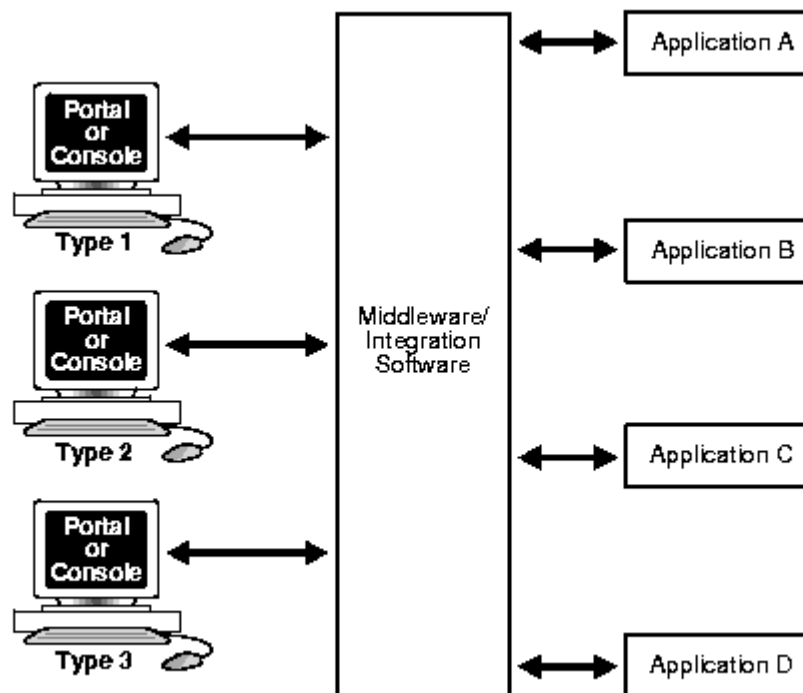 Application A
Portal
or
Console
Type 1
Application B
Portal
or
Console
Type 2
Middleware/
Integration
Software
Application C
Portal
or
Console
Type 3
Application D